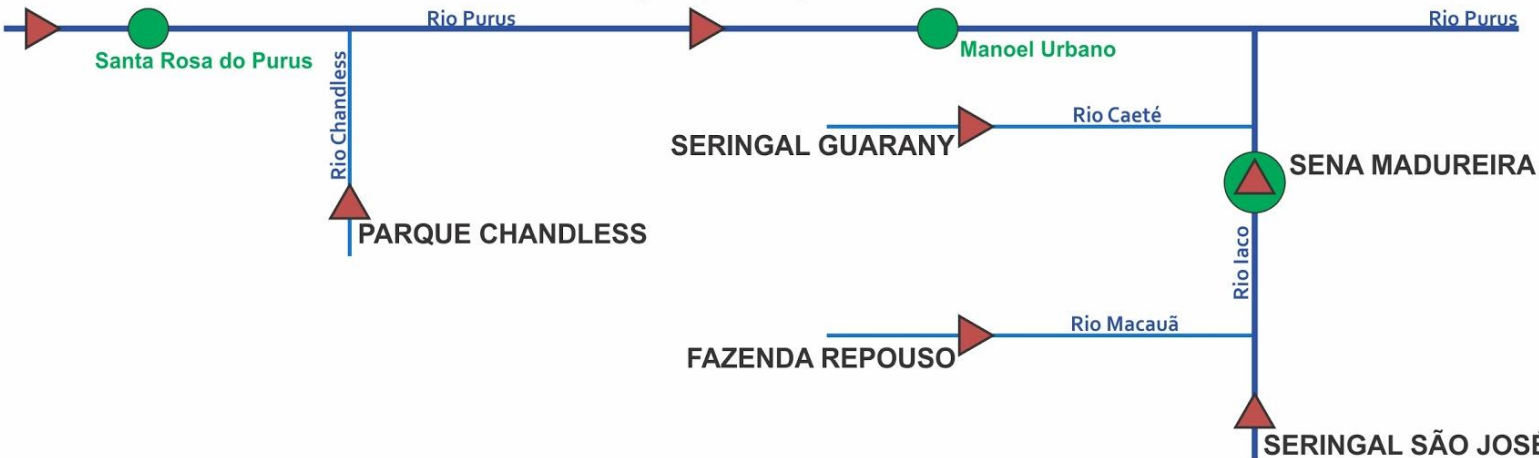 Rio Purus
Rio Purus
Santa Rosa do Purus
Manoel Urbano
Rio Chandless
Rio Caeté
SERINGAL GUARANY
SENA MADUREIRA
PARQUE CHANDLESS
Rio Iaco
Rio Macauã
FAZENDA REPOUSO
SERINGAL SÃO JOSÉ